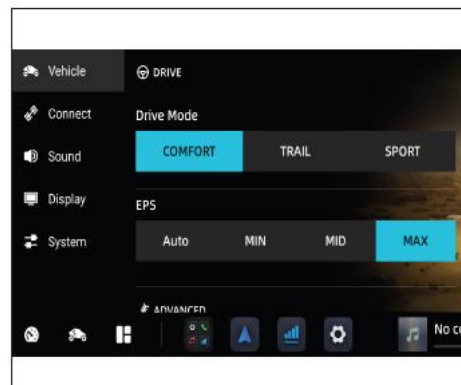 Vehicle
DRIVE
Connect
Drive Mode
Sound
COMFORT TRAIL SPORT
Display
EPS
System
Auto MIN MID MAX
ADVANCED
No